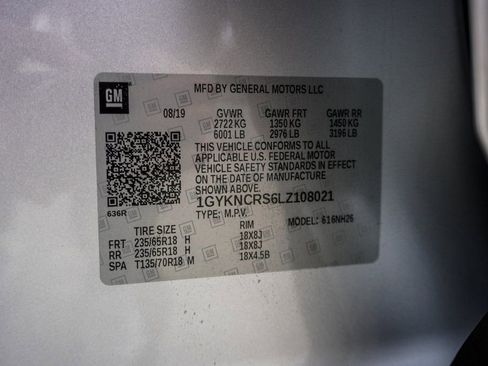 GM
MFD BY GENERAL MOTORS LLC
08/19 GVWR GAWR FRT GAWR RR
2722 KG 1350 KG 1450 KG
6001 LB 2976 LB 3196 LB
THIS VEHICLE CONFORMS TO ALL
APPLICABLE U.S. FEDERAL MOTOR
VEHICLE SAFETY STANDARDS IN EFFECT
ON THE DATE OF MANUFACTURE
SHOWN ABOVE.
1GYKNCRS6LZ108021
636R TYPE: M.P.V. MODEL: 616NH26
TIRE SIZE RIM
FRT 235/65R18 H 18X8J
RR 235/65R18 H 18X8J
SPA T135/70R18 M 18X4.5B